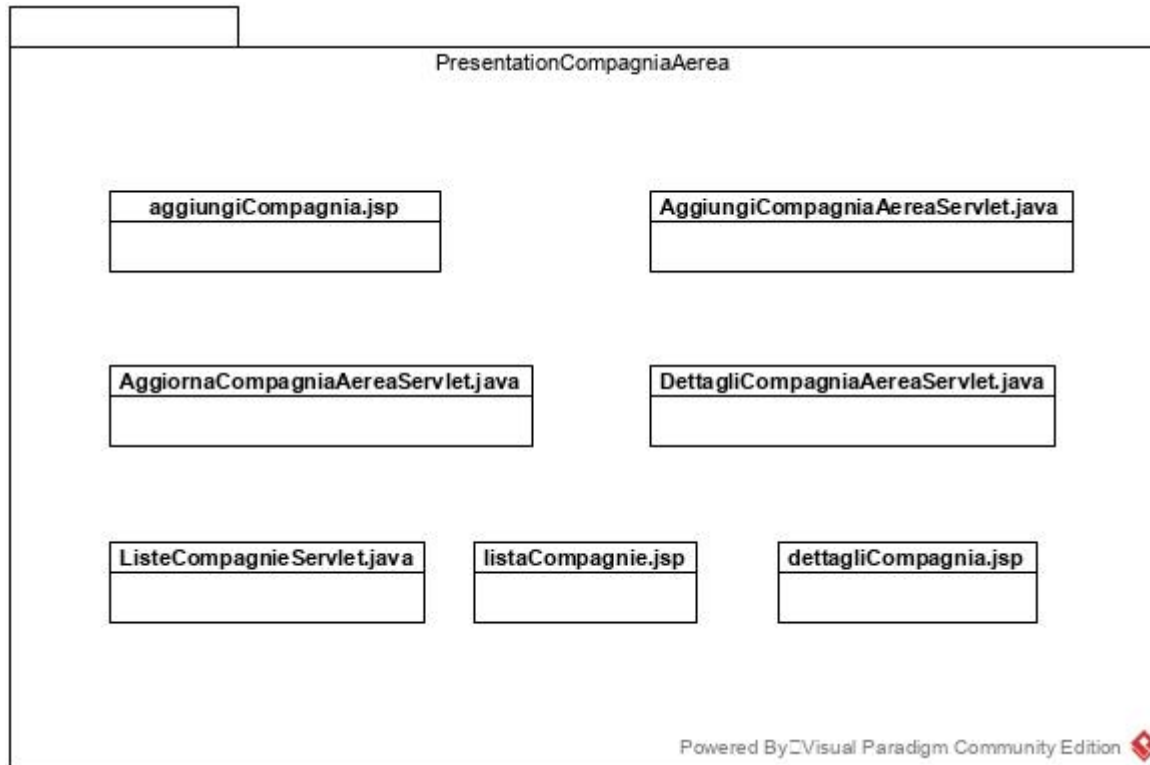 PresentationCompagniaAerea
aggiungiCompagnia.jsp
AggiungiCompagniaAereaServlet.java
AggiornaCompagniaAereaServlet.java
DettagliCompagniaAereaServlet.java
ListeCompagnieServlet.java
listaCompagnie.jsp
dettagliCompagnia.jsp
Powered By Visual Paradigm Community Edition